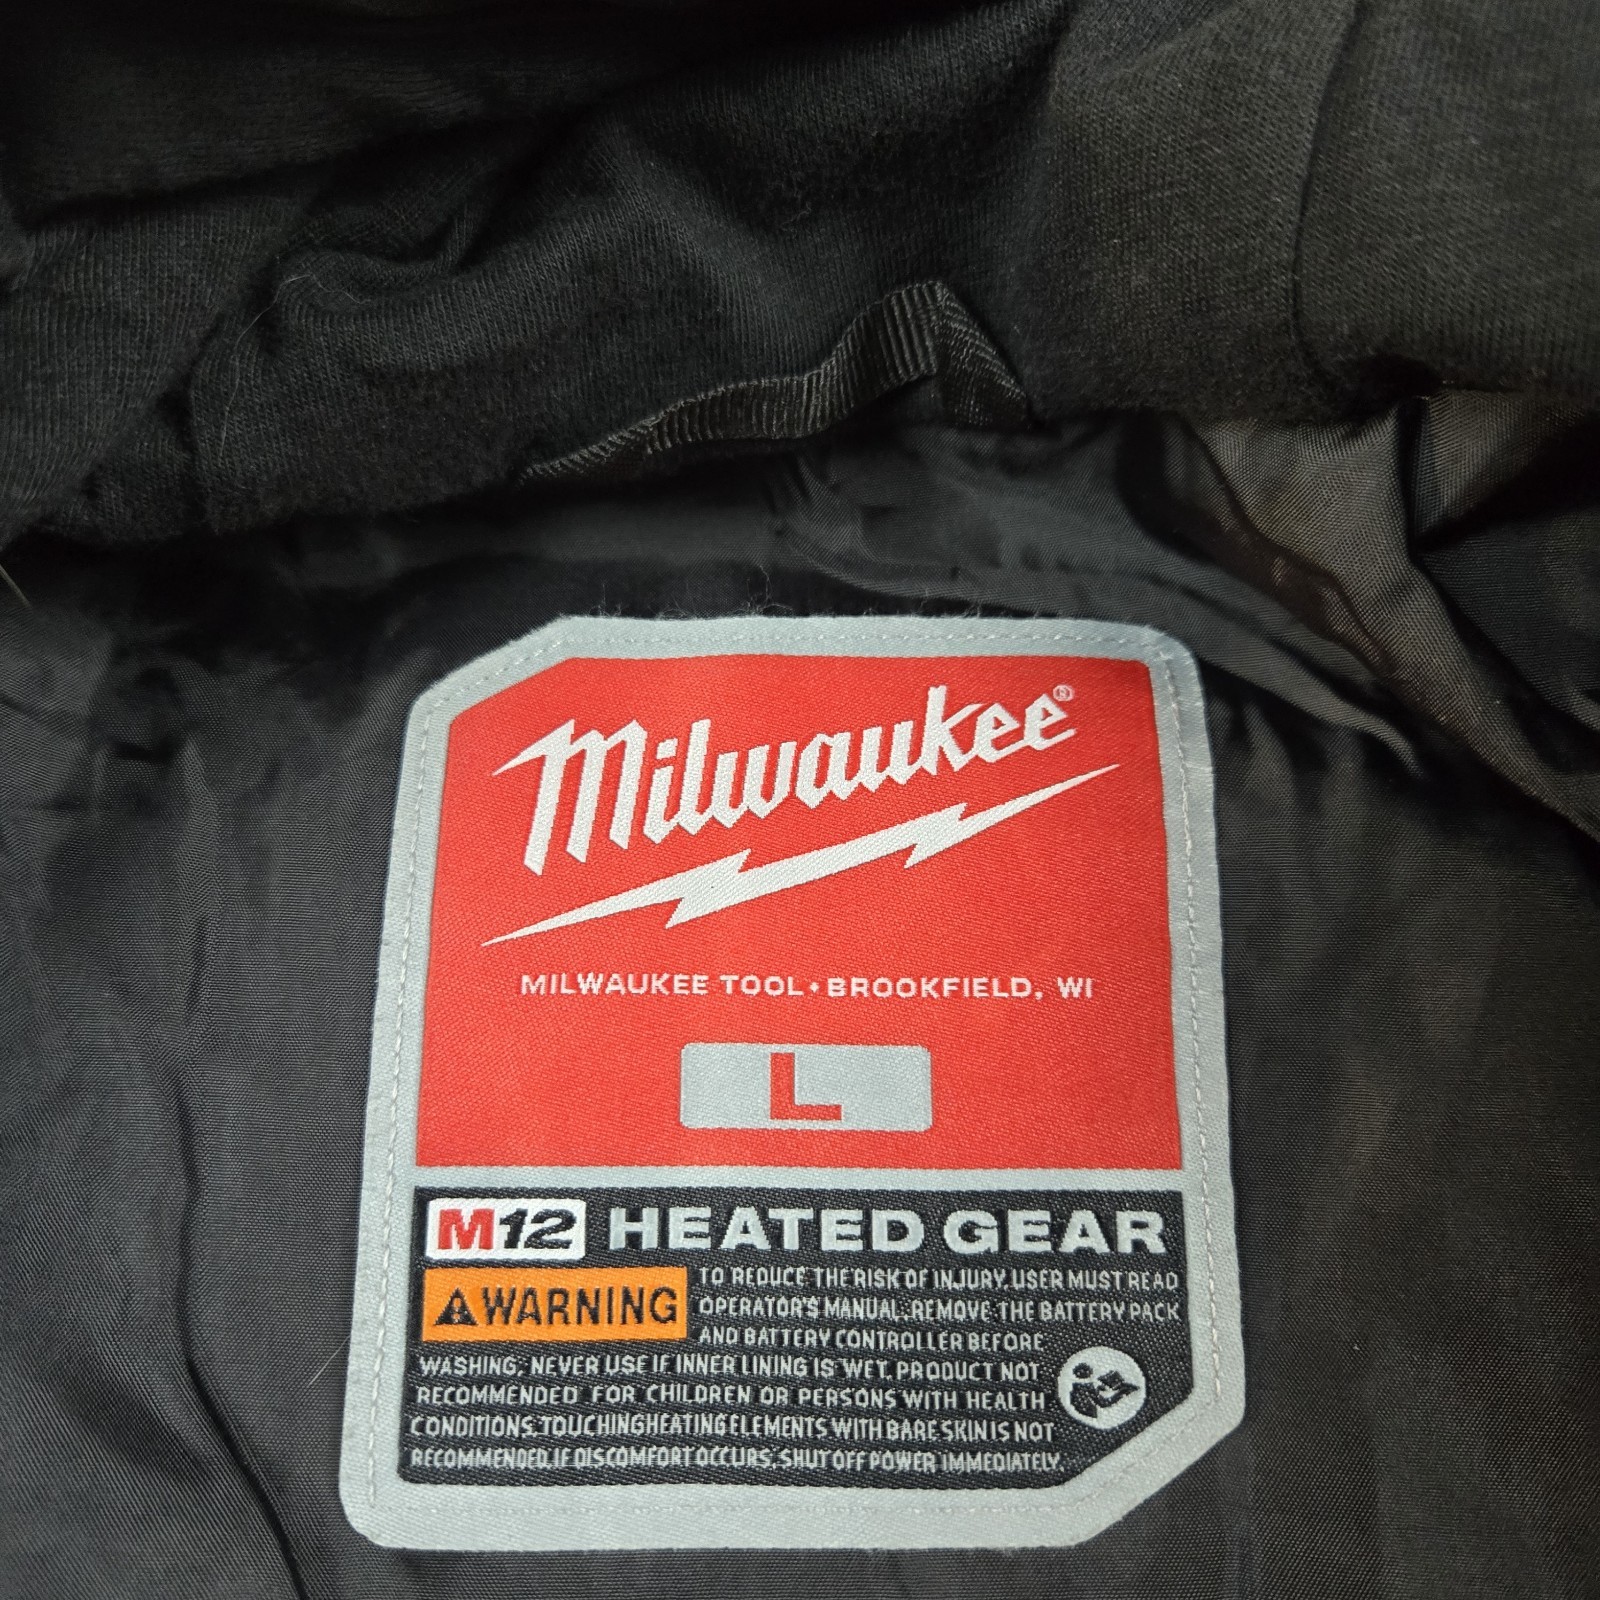 Milwaukee®
MILWAUKEE TOOL • BROOKFIELD, WI
L
M12 HEATED GEAR
WARNING
TO REDUCE THE RISK OF INJURY. USER MUST READ
OPERATOR'S MANUAL. REMOVE THE BATTERY PACK
AND BATTERY CONTROLLER BEFORE
WASHING. NEVER USE IF INNER LINING IS WET. PRODUCT NOT
RECOMMENDED FOR CHILDREN OR PERSONS WITH HEALTH
CONDITIONS. TOUCHING HEATING ELEMENTS WITH BARE SKIN IS NOT
RECOMMENDED. IF DISCOMFORT OCCURS, SHUT OFF POWER IMMEDIATELY.